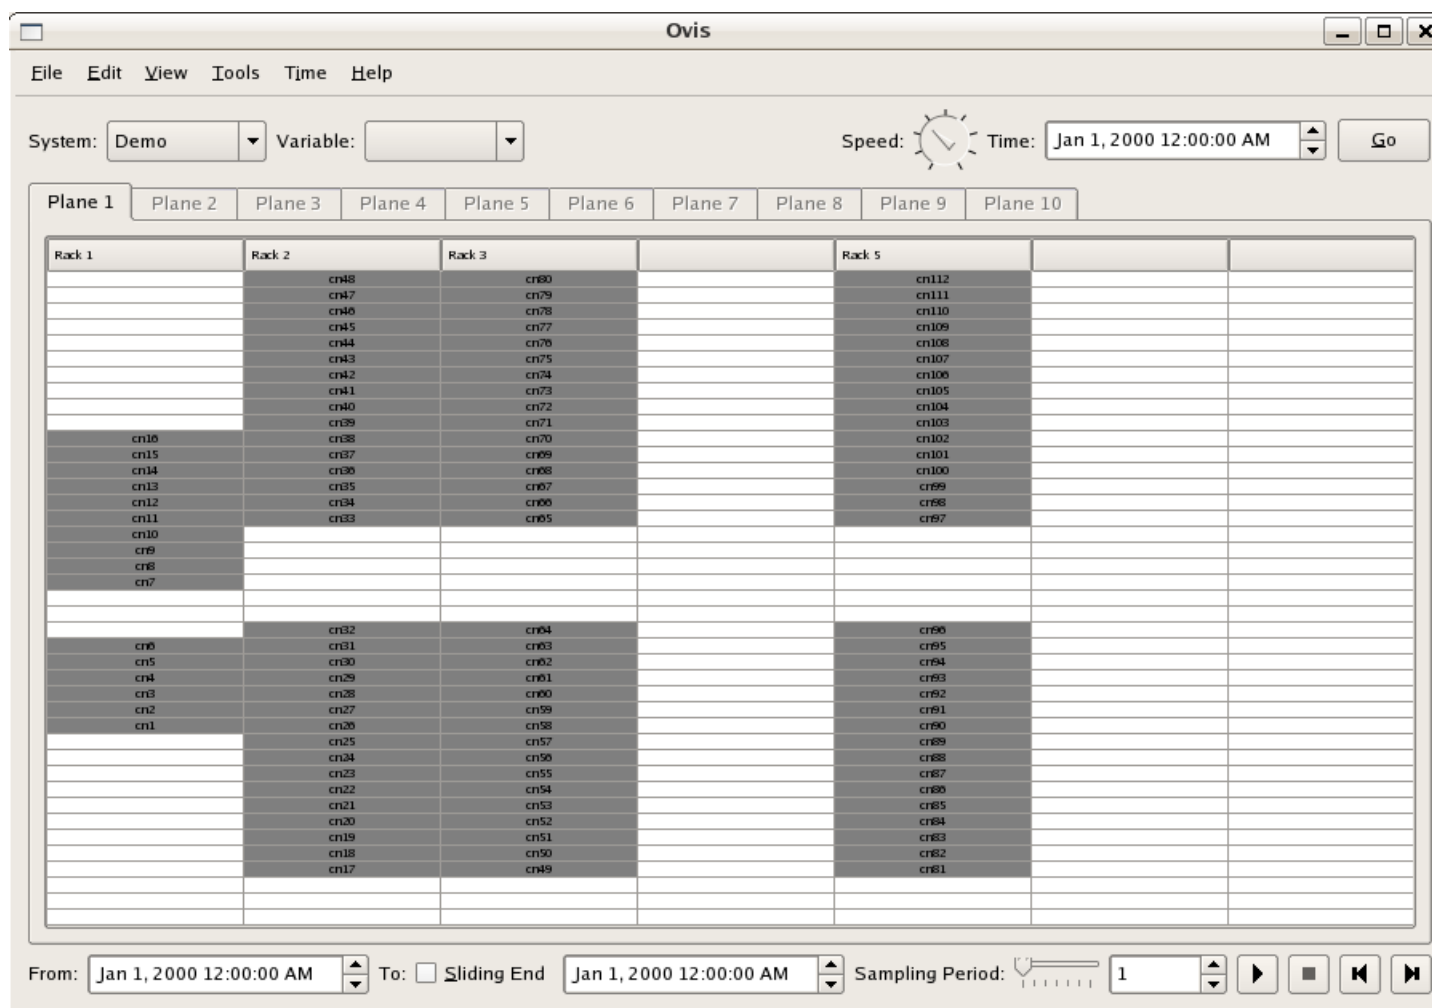 Ovis
File Edit View Tools Time Help
System: Demo Variable: Speed: Time: Jan 1, 2000 12:00:00 AM Go
Plane 1 Plane 2 Plane 3 Plane 4 Plane 5 Plane 6 Plane 7 Plane 8 Plane 9 Plane 10
Rack 1 Rack 2 Rack 3 Rack 5
cn48 cn80 cn112
cn47 cn79 cn111
cn46 cn78 cn110
cn45 cn77 cn109
cn44 cn76 cn108
cn43 cn75 cn107
cn42 cn74 cn106
cn41 cn73 cn105
cn40 cn72 cn104
cn39 cn71 cn103
cn16 cn38 cn70 cn102
cn15 cn37 cn69 cn101
cn14 cn36 cn68 cn100
cn13 cn35 cn67 cn99
cn12 cn34 cn66 cn98
cn11 cn33 cn65 cn97
cn10
cn9
cn8
cn7
cn32 cn64 cn96
cn6 cn31 cn63 cn95
cn5 cn30 cn62 cn94
cn4 cn29 cn61 cn93
cn3 cn28 cn60 cn92
cn2 cn27 cn59 cn91
cn1 cn26 cn58 cn90
cn25 cn57 cn89
cn24 cn56 cn88
cn23 cn55 cn87
cn22 cn54 cn86
cn21 cn53 cn85
cn20 cn52 cn84
cn19 cn51 cn83
cn18 cn50 cn82
cn17 cn49 cn81
From: Jan 1, 2000 12:00:00 AM To: Sliding End Jan 1, 2000 12:00:00 AM Sampling Period: 1